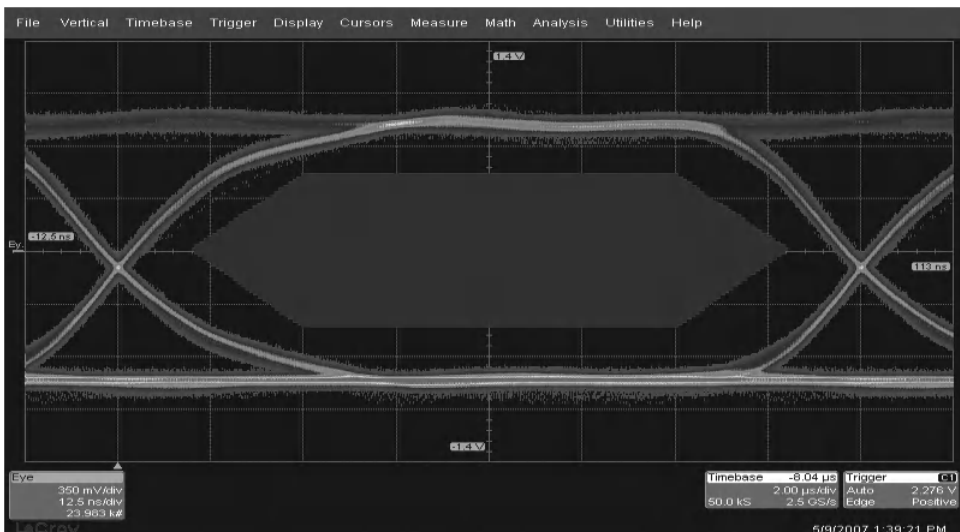 File Vertical Timebase Trigger Display Cursors Measure Math Analysis Utilities Help
1.4 V
-12.5 ns
Ey.
113 ns
-1.4 V
Eye
350 mV/div
12.5 ns/div
23.983 k#
Timebase -8.04 µs
2.00 µs/div
50.0 kS 2.5 GS/s
Trigger C1
Auto 2.276 V
Edge Positive
LeCroy
5/9/2007 1:39:21 PM